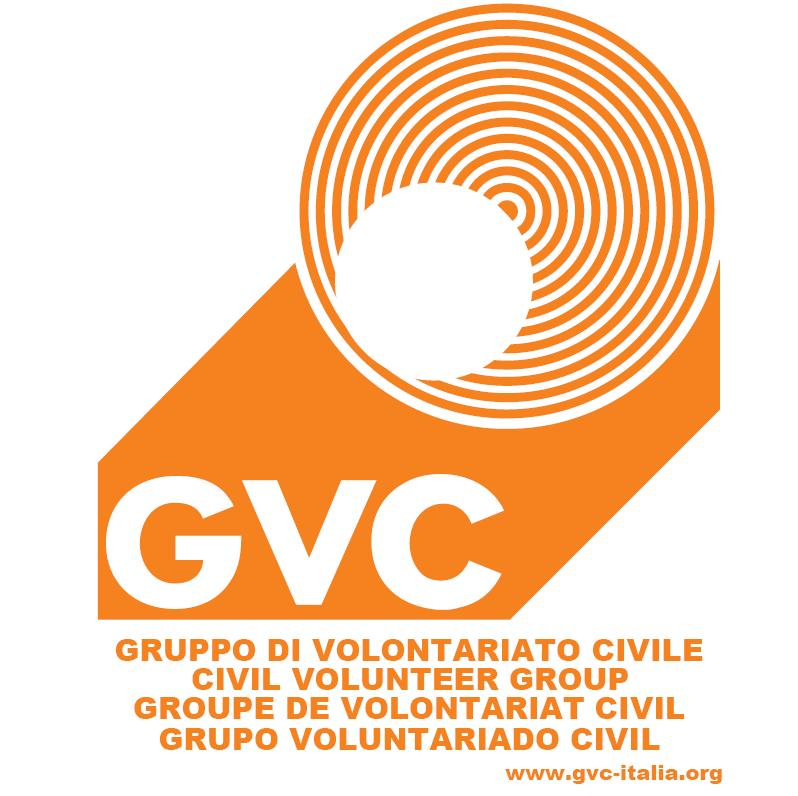 GVC
GRUPPO DI VOLONTARIATO CIVILE
CIVIL VOLUNTEER GROUP
GROUPE DE VOLONTARIAT CIVIL
GRUPO VOLUNTARIADO CIVIL
www.gvc-italia.org